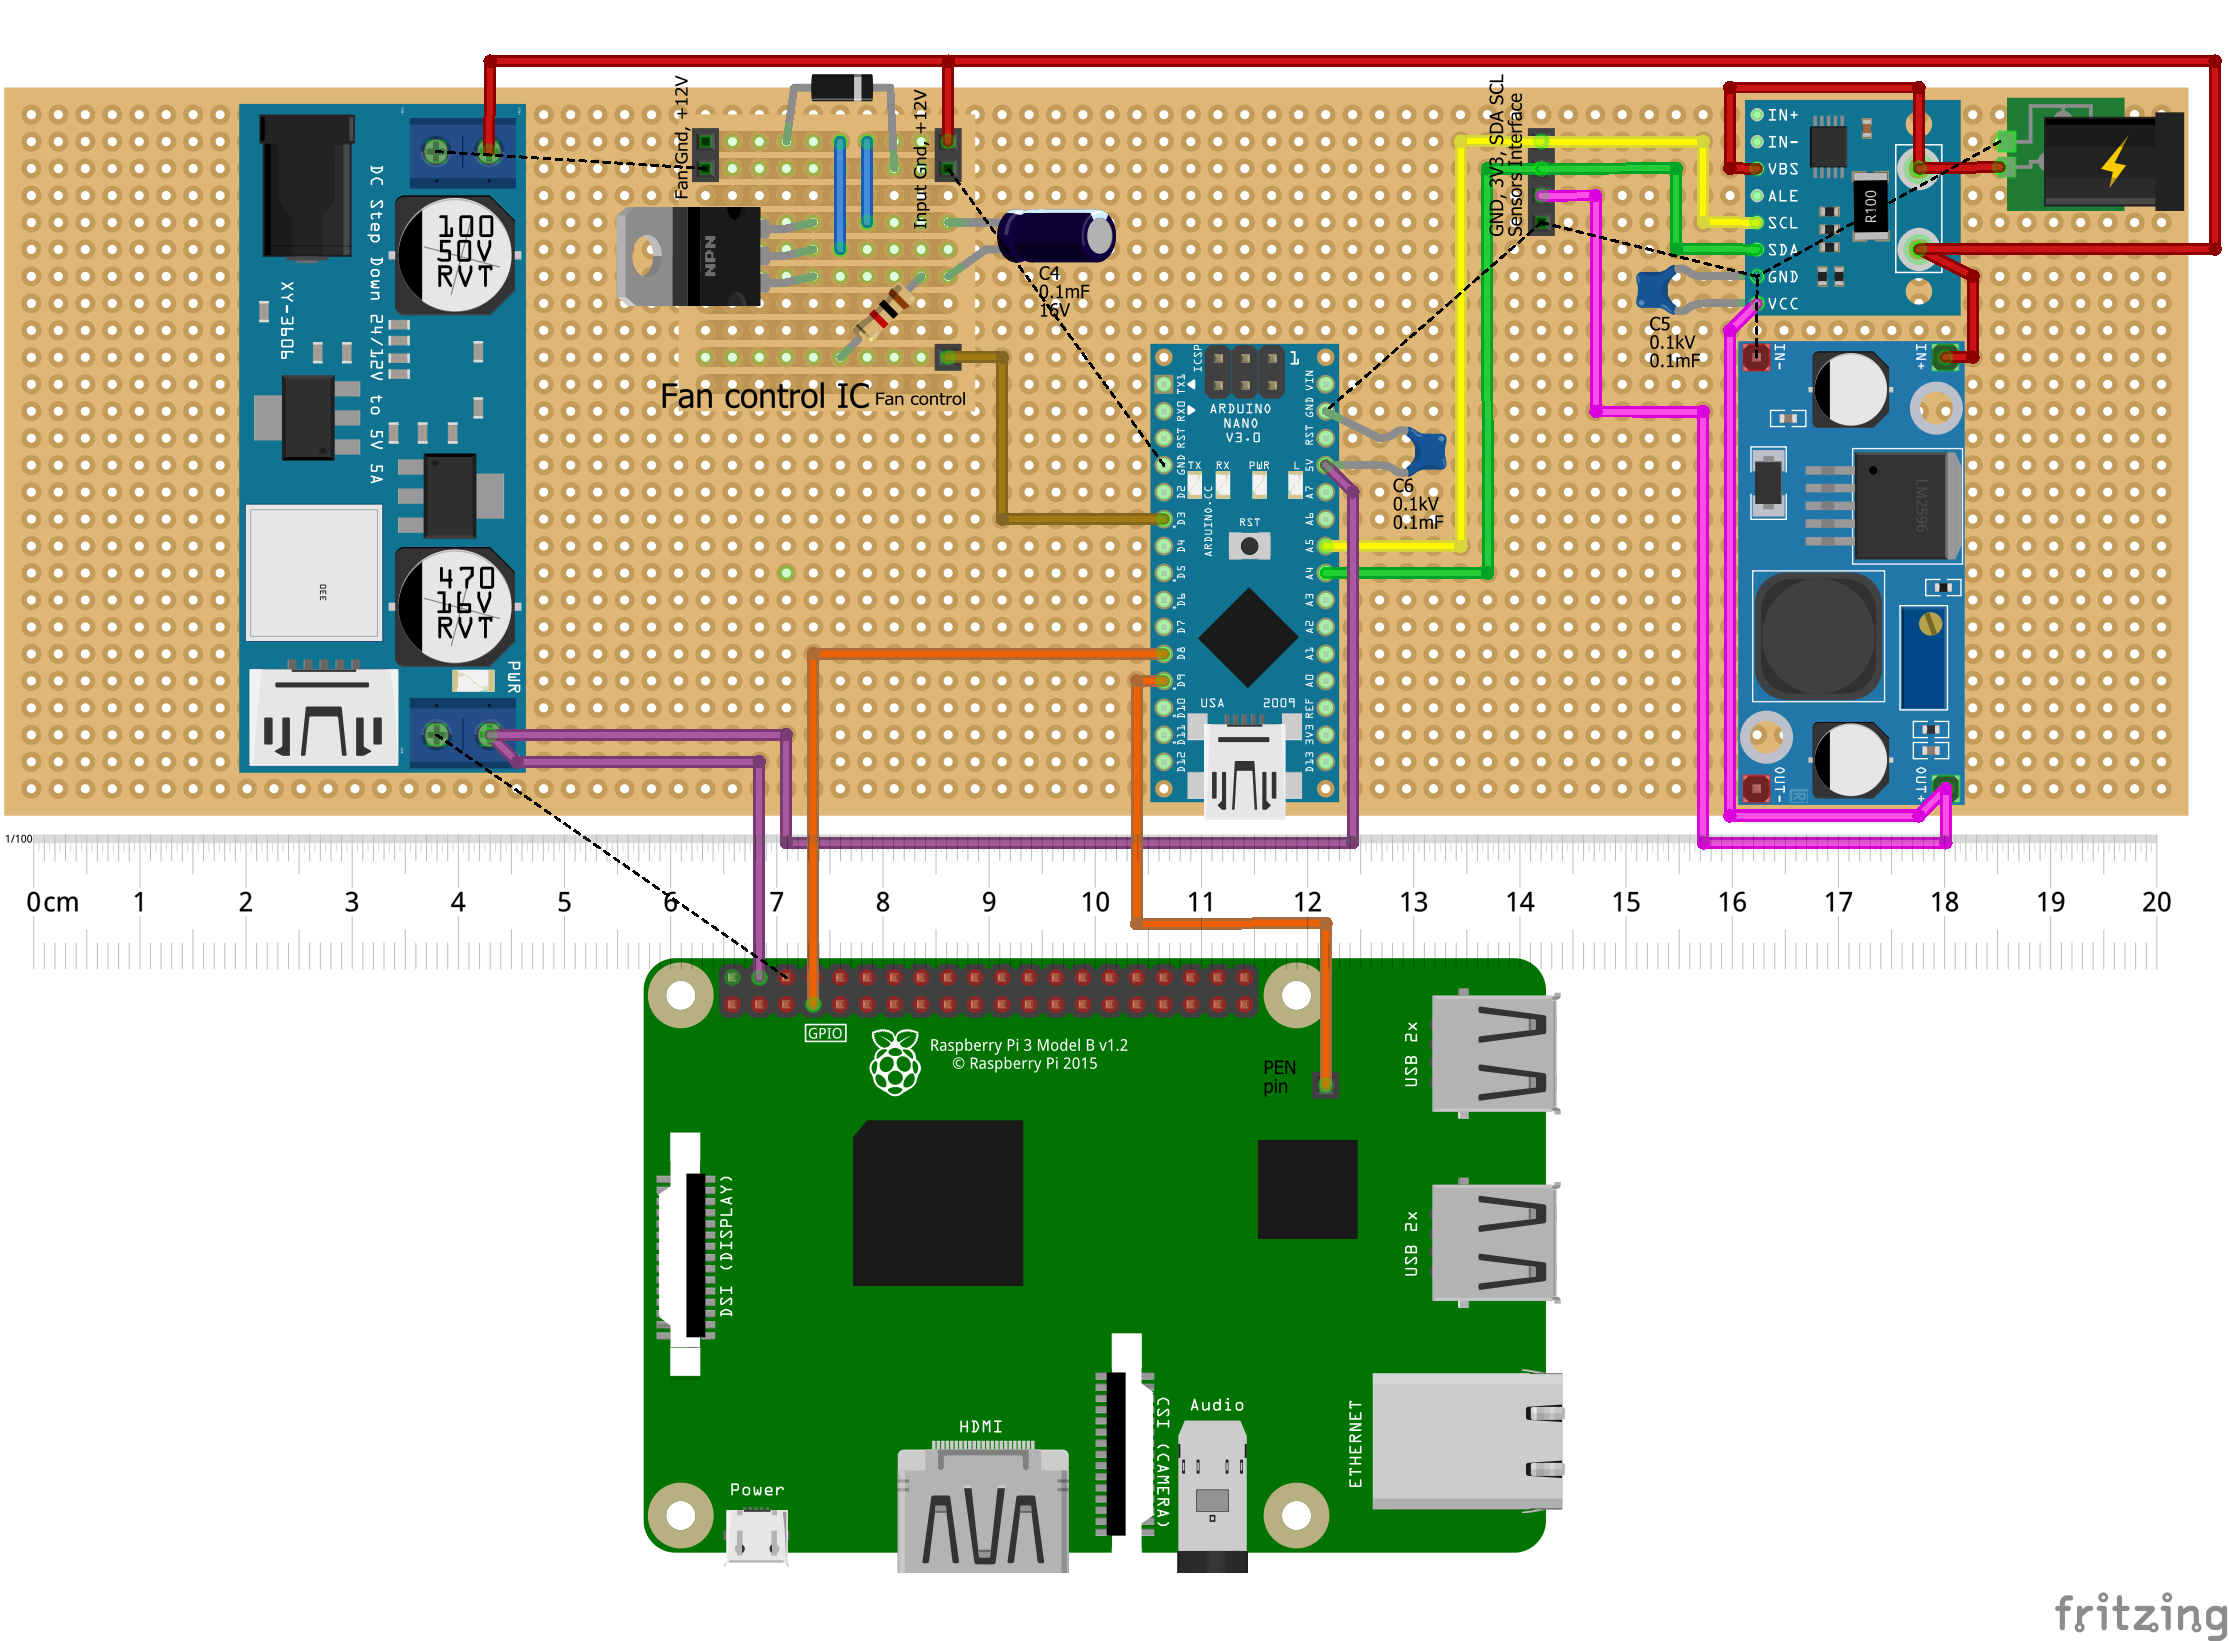 Fan Gnd, +12V
Input Gnd, +12V
GND, 3V3, SDA SCL
Sensors Interface
DC Step Down 24/12V to 5V 5A
XY-3606
100
50V
RVT
470
16V
RVT
PWR
NPN
C4
0.1mF
16V
Fan control IC
Fan control
ICSP
1
ARDUINO
NANO
V3.0
TX RX PWR L
ARDUINO.CC
RST
USA
2009
TX1
RX0
RST
GND
D2
D3
D4
D5
D6
D7
D8
D9
D10
D11
D12
VIN
GND
RST
5V
A7
A6
A5
A4
A3
A2
A1
A0
REF
3V3
D13
C6
0.1kV
0.1mF
IN+
IN-
VBS
ALE
SCL
SDA
GND
VCC
R100
C5
0.1kV
0.1mF
IN-
IN+
LM2596
OUT-
OUT+
1/100
0cm 1 2 3 4 5 6 7 8 9 10 11 12 13 14 15 16 17 18 19 20
GPIO
Raspberry Pi 3 Model B v1.2
© Raspberry Pi 2015
PEN
pin
USB 2x
USB 2x
DSI (DISPLAY)
CSI (CAMERA)
HDMI
Audio
ETHERNET
Power
fritzing